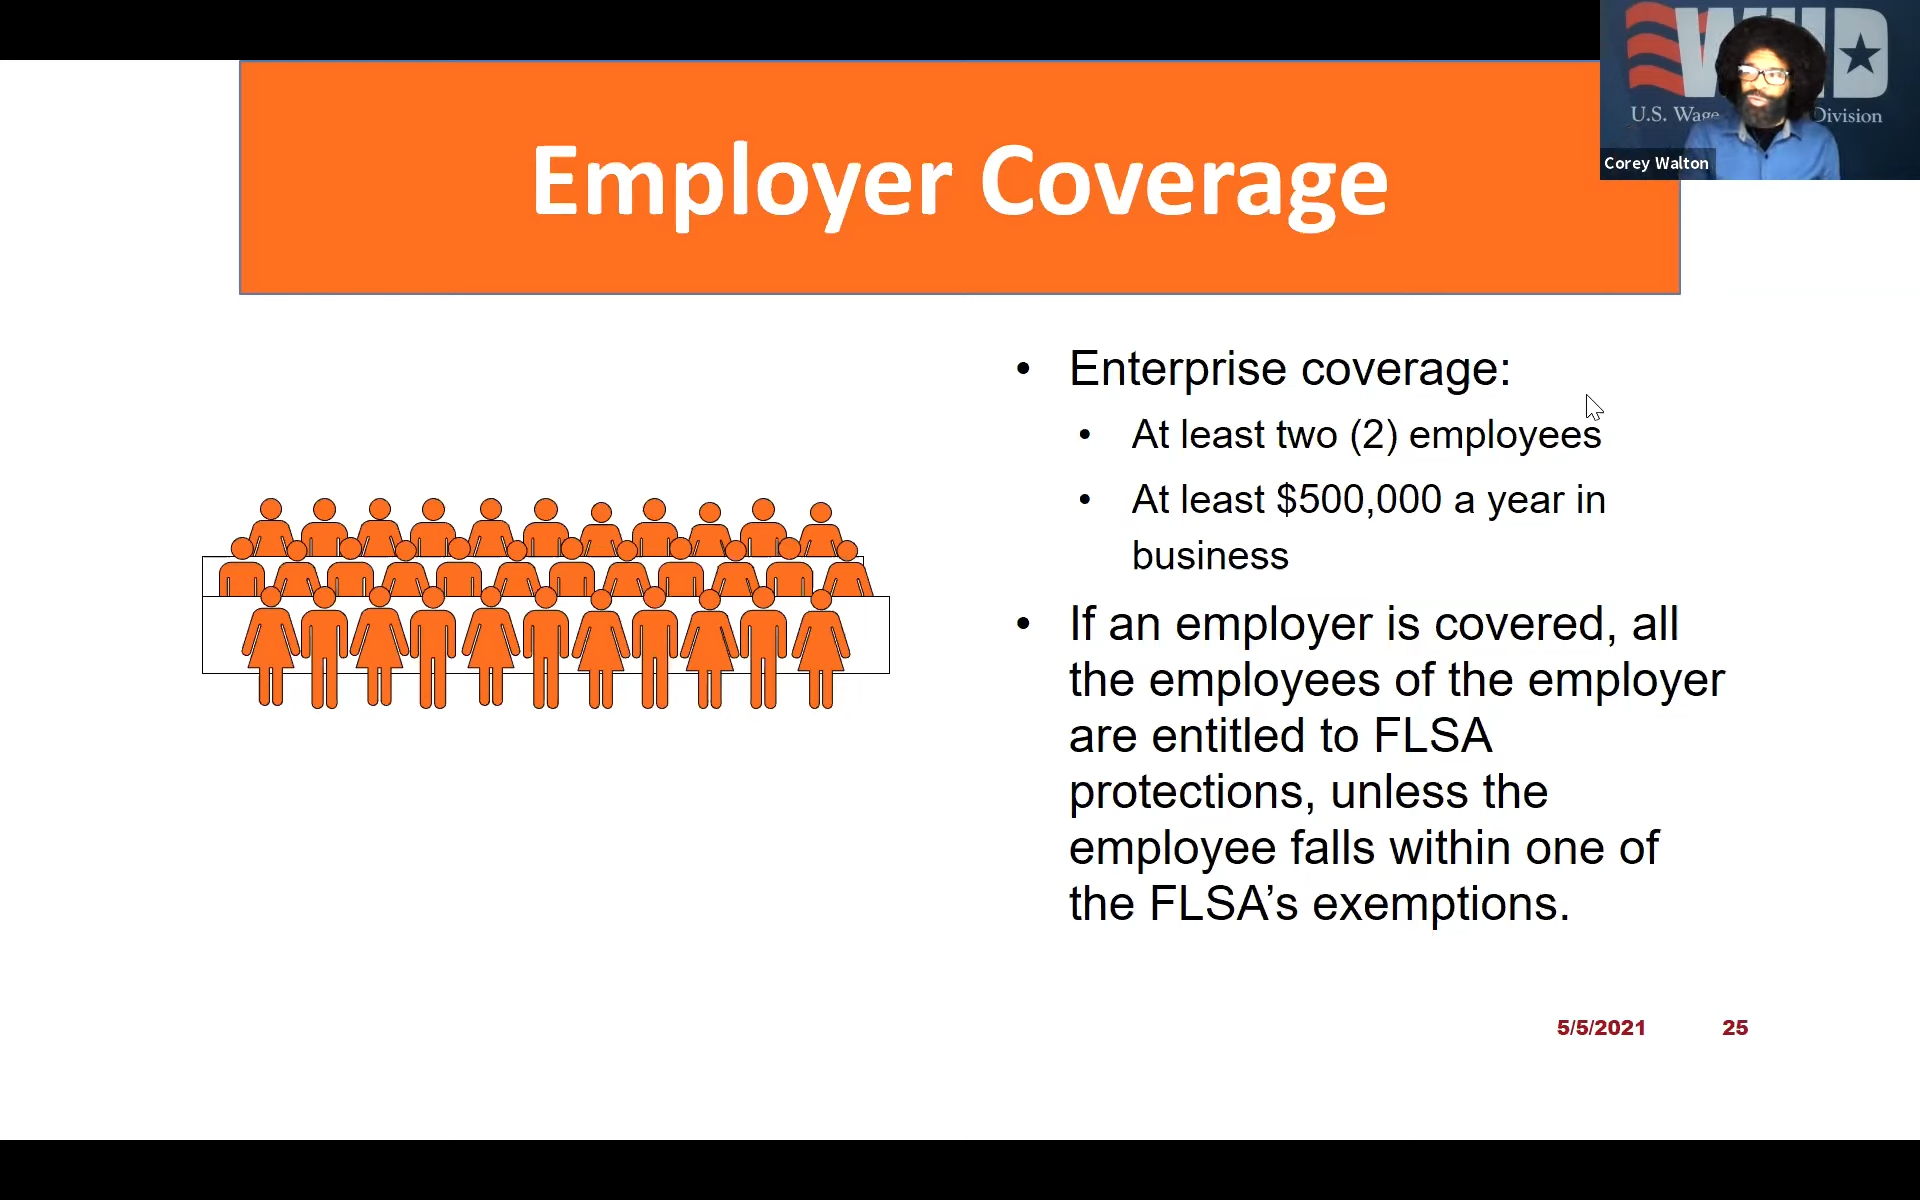 Employer Coverage
WHD
U.S. Wage Division
Corey Walton
• Enterprise coverage:
• At least two (2) employees
• At least $500,000 a year in
business
• If an employer is covered, all
the employees of the employer
are entitled to FLSA
protections, unless the
employee falls within one of
the FLSA’s exemptions.
5/5/2021 25